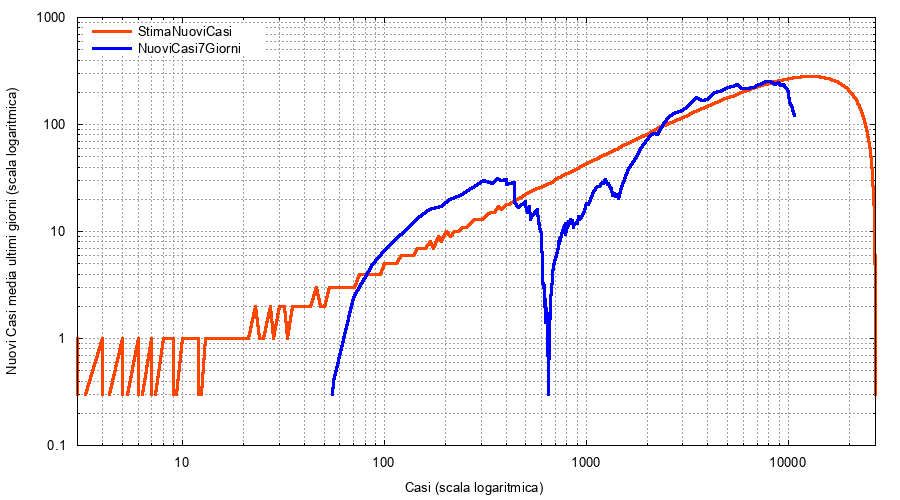 StimaNuoviCasi
NuoviCasi7Giorni
1000
100
10
1
0.1
10
100
1000
10000
Nuovi Casi media ultimi giorni (scala logaritmica)
Casi (scala logaritmica)